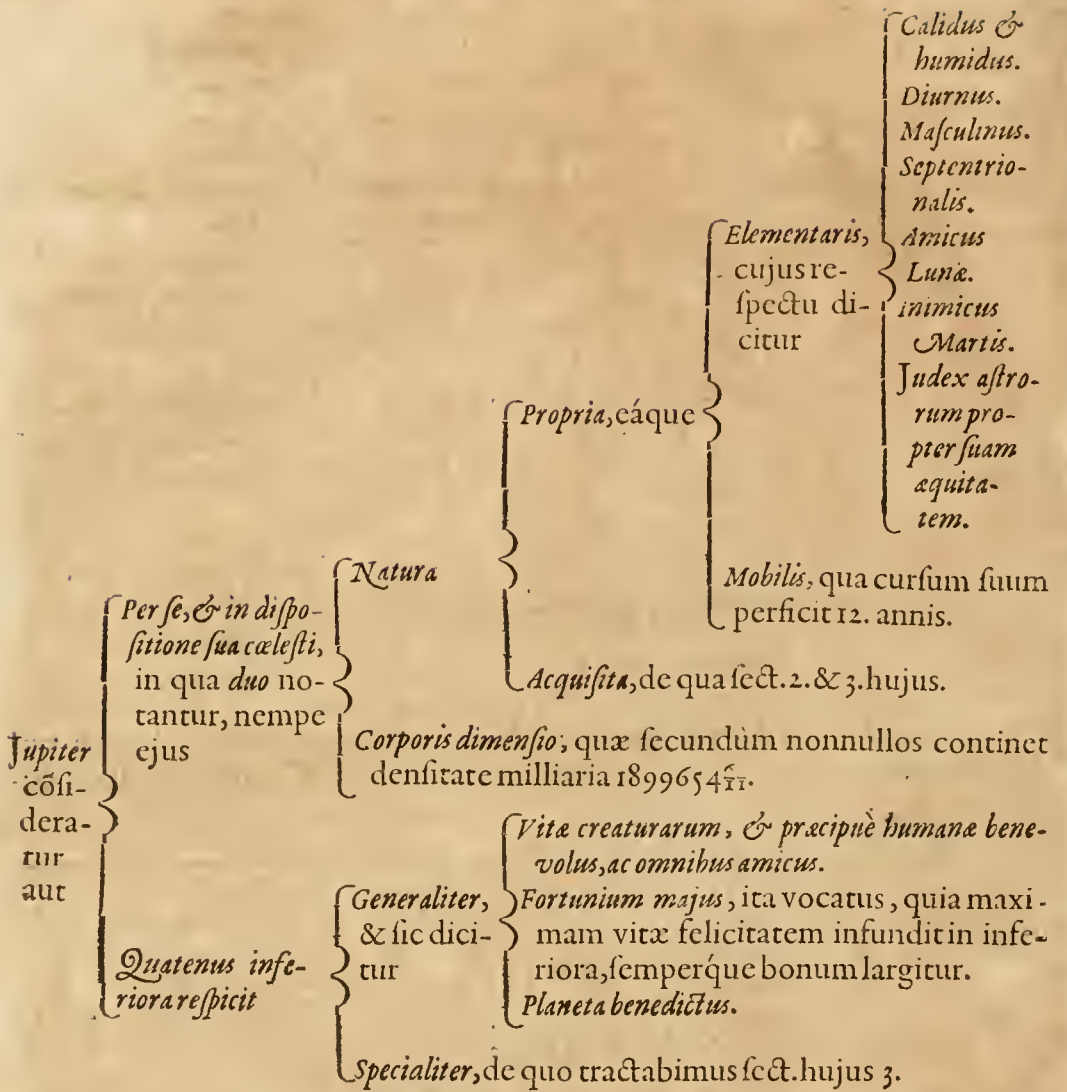 Jupiter
cõſi-
dera-
tur
aut
Per ſe, & in diſpo-
ſitione ſua cæleſti,
in qua duo no-
tantur, nempe
ejus
Natura
Propria, eáque
Elementaris,
cujus re-
ſpectu di-
citur
Calidus &
humidus.
Diurnus.
Maſculinus.
Septentrio-
nalis.
Amicus
Lunæ.
Inimicus
Martis.
Judex aſtro-
rum pro-
pter ſuam
æquita-
tem.
Mobilis, qua curſum ſuum
perficit 12. annis.
Acquiſita, de qua ſect. 2. & 3. hujus.
Corporis dimenſio, quæ ſecundùm nonnullos continet
denſitate milliaria 1899654 6/11.
Quatenus infe-
riora reſpicit
Generaliter,
& ſic dici-
tur
Vitæ creaturarum, & præcipuè humanæ bene-
volus, ac omnibus amicus.
Fortunium majus, ita vocatus, quia maxi-
mam vitæ felicitatem infundit in infe-
riora, ſemperq́ue bonum largitur.
Planeta benedictus.
Specialiter, de quo tractabimus ſect. hujus 3.